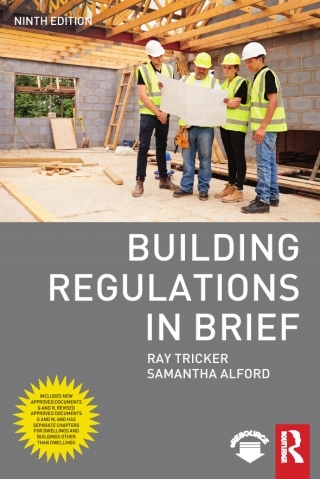 NINTH EDITION
BUILDING
REGULATIONS
IN BRIEF
RAY TRICKER
SAMANTHA ALFORD
INCLUDES NEW
APPROVED DOCUMENTS
Q AND R, REVISED
APPROVED DOCUMENTS
G AND M, AND HAS
SEPARATE CHAPTERS
FOR DWELLINGS AND
BUILDINGS OTHER
THAN DWELLINGS
RESOURCE
R
ROUTLEDGE